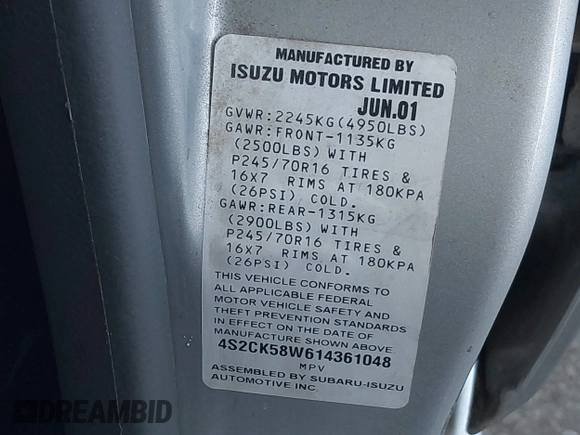 MANUFACTURED BY
ISUZU MOTORS LIMITED
JUN.01
GVWR:2245KG(4950LBS)
GAWR:FRONT-1135KG
(2500LBS) WITH
P245/70R16 TIRES &
16X7 RIMS AT 180KPA
(26PSI) COLD.
GAWR:REAR-1315KG
(2900LBS) WITH
P245/70R16 TIRES &
16X7 RIMS AT 180KPA
(26PSI) COLD.
THIS VEHICLE CONFORMS TO
ALL APPLICABLE FEDERAL
MOTOR VEHICLE SAFETY AND
THEFT PREVENTION STANDARDS
IN EFFECT ON THE DATE OF
MANUFACTURE SHOWN ABOVE
4S2CK58W614361048
MPV
ASSEMBLED BY SUBARU-ISUZU
AUTOMOTIVE INC.
DREAMBID